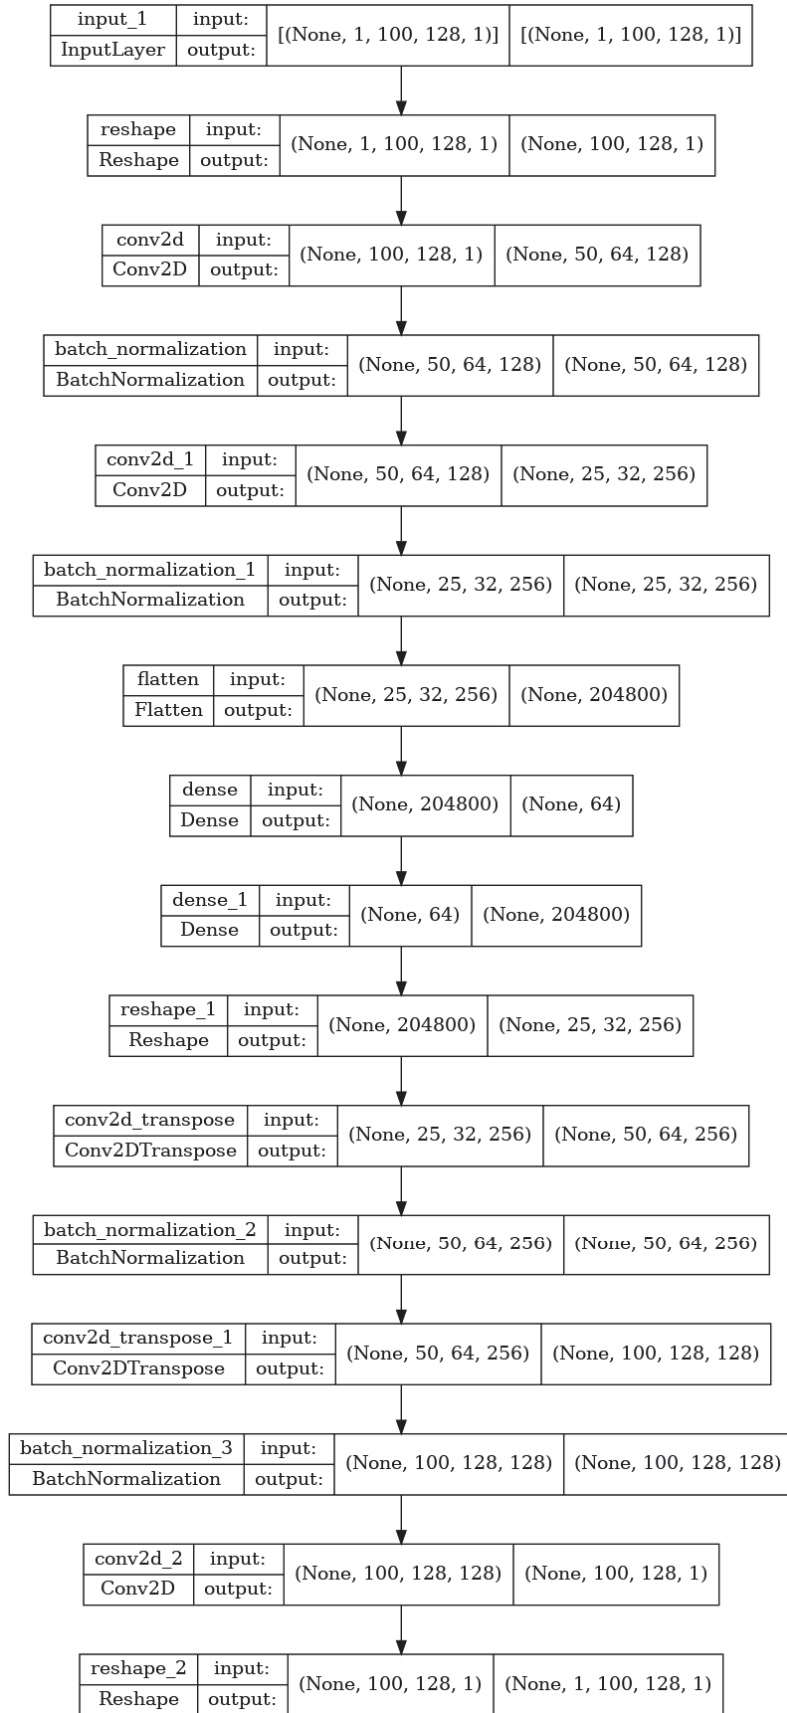 input_1 input: [(None, 1, 100, 128, 1)] [(None, 1, 100, 128, 1)]
InputLayer output:
reshape input: (None, 1, 100, 128, 1) (None, 100, 128, 1)
Reshape output:
conv2d input: (None, 100, 128, 1) (None, 50, 64, 128)
Conv2D output:
batch_normalization input: (None, 50, 64, 128) (None, 50, 64, 128)
BatchNormalization output:
conv2d_1 input: (None, 50, 64, 128) (None, 25, 32, 256)
Conv2D output:
batch_normalization_1 input: (None, 25, 32, 256) (None, 25, 32, 256)
BatchNormalization output:
flatten input: (None, 25, 32, 256) (None, 204800)
Flatten output:
dense input: (None, 204800) (None, 64)
Dense output:
dense_1 input: (None, 64) (None, 204800)
Dense output:
reshape_1 input: (None, 204800) (None, 25, 32, 256)
Reshape output:
conv2d_transpose input: (None, 25, 32, 256) (None, 50, 64, 256)
Conv2DTranspose output:
batch_normalization_2 input: (None, 50, 64, 256) (None, 50, 64, 256)
BatchNormalization output:
conv2d_transpose_1 input: (None, 50, 64, 256) (None, 100, 128, 128)
Conv2DTranspose output:
batch_normalization_3 input: (None, 100, 128, 128) (None, 100, 128, 128)
BatchNormalization output:
conv2d_2 input: (None, 100, 128, 128) (None, 100, 128, 1)
Conv2D output:
reshape_2 input: (None, 100, 128, 1) (None, 1, 100, 128, 1)
Reshape output: